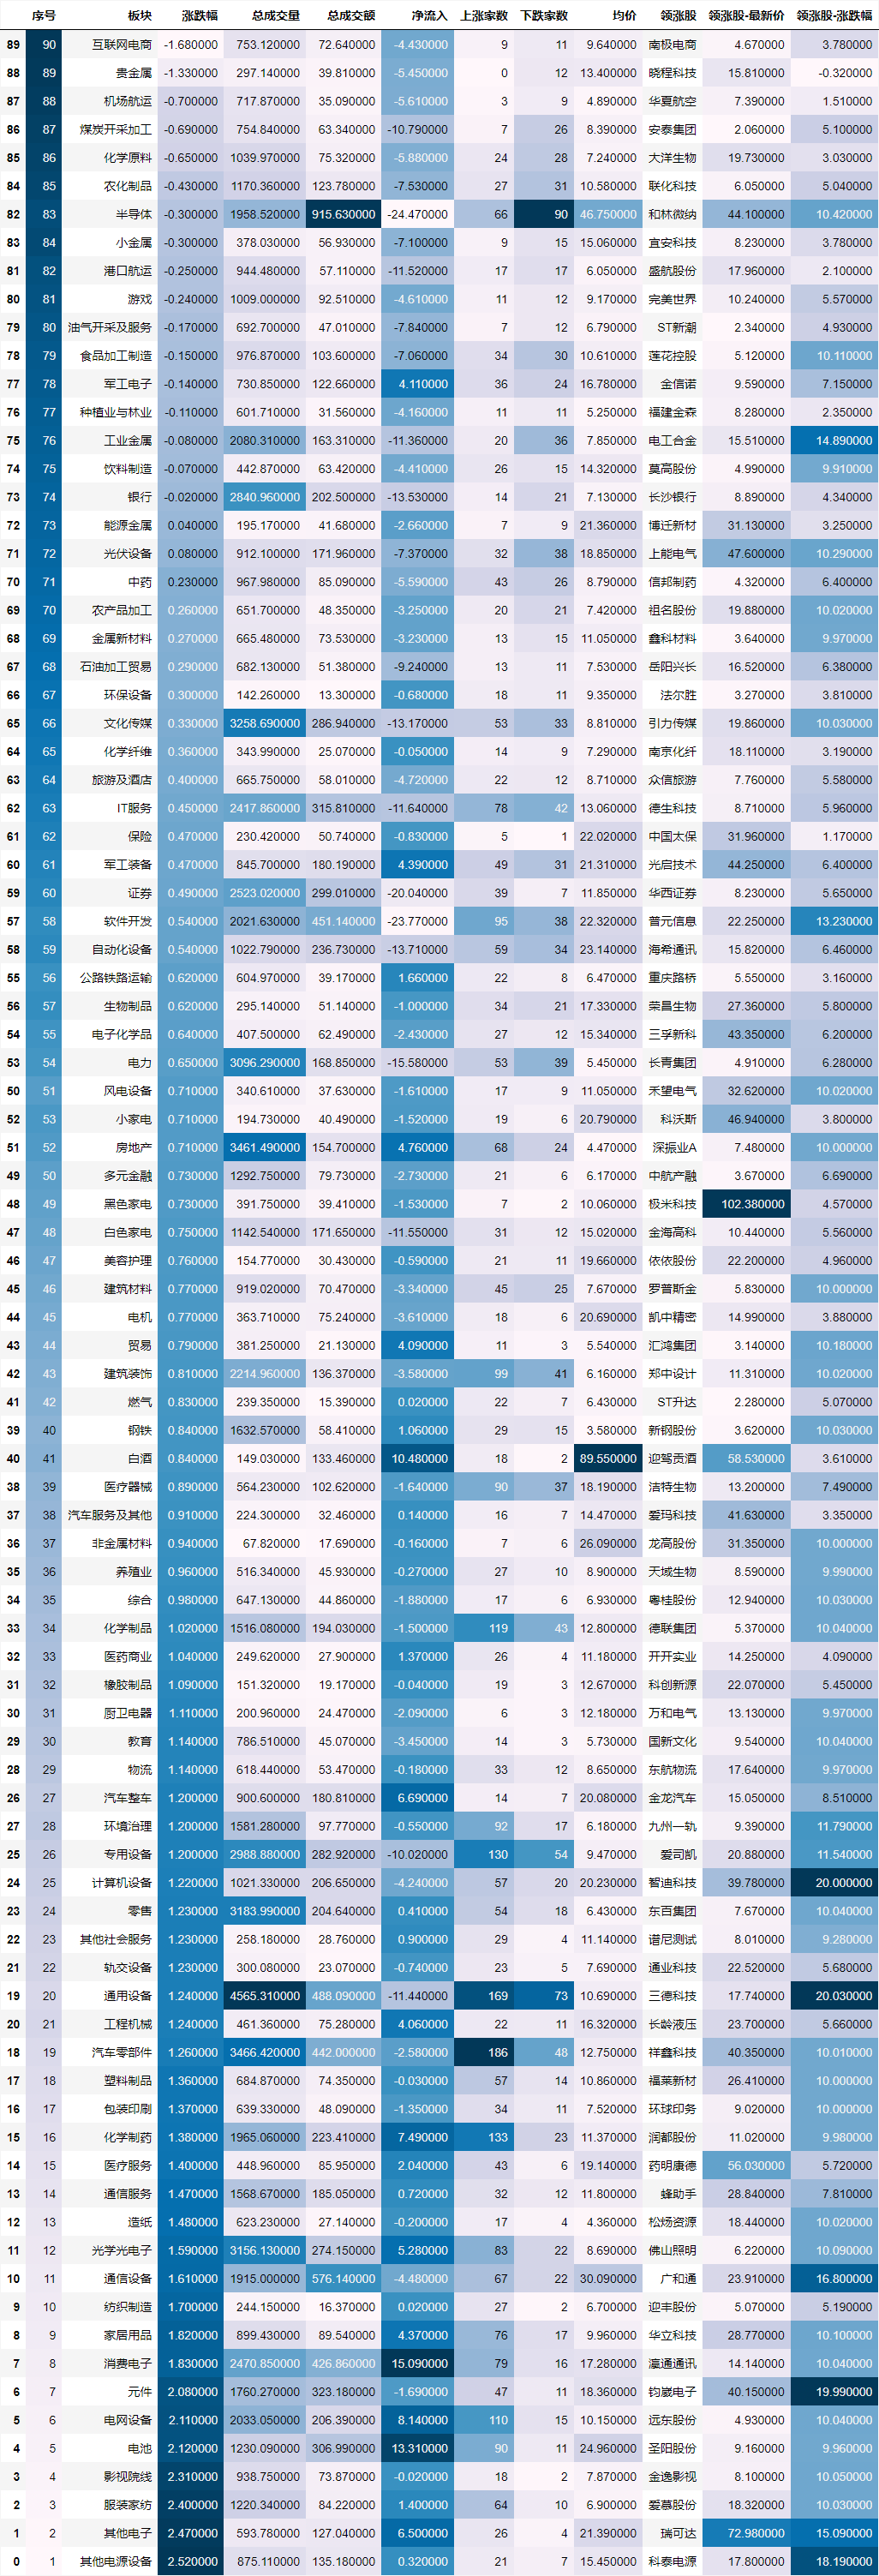 序号 板块 涨跌幅 总成交量 总成交额 净流入 上涨家数 下跌家数 均价 领涨股 领涨股-最新价 领涨股-涨跌幅
89 90 互联网电商 -1.680000 753.120000 72.640000 -4.430000 9 11 9.640000 南极电商 4.670000 3.780000
88 89 贵金属 -1.330000 297.140000 39.810000 -5.450000 0 12 13.400000 晓程科技 15.810000 -0.320000
87 88 机场航运 -0.700000 717.870000 35.090000 -5.610000 3 9 4.890000 华夏航空 7.390000 1.510000
86 87 煤炭开采加工 -0.690000 754.840000 63.340000 -10.790000 7 26 8.390000 安泰集团 2.060000 5.100000
85 86 化学原料 -0.650000 1039.970000 75.320000 -5.880000 24 28 7.240000 大洋生物 19.730000 3.030000
84 85 农化制品 -0.430000 1170.360000 123.780000 -7.530000 27 31 10.580000 联化科技 6.050000 5.040000
82 83 半导体 -0.300000 1958.520000 915.630000 -24.470000 66 90 46.750000 和林微纳 44.100000 10.420000
83 84 小金属 -0.300000 378.030000 56.930000 -7.100000 9 15 15.060000 宜安科技 8.230000 3.780000
81 82 港口航运 -0.250000 944.480000 57.110000 -11.520000 17 17 6.050000 盛航股份 17.960000 2.100000
80 81 游戏 -0.240000 1009.000000 92.510000 -4.610000 11 12 9.170000 完美世界 10.240000 5.570000
79 80 油气开采及服务 -0.170000 692.700000 47.010000 -7.840000 7 12 6.790000 ST新潮 2.340000 4.930000
78 79 食品加工制造 -0.150000 976.870000 103.600000 -7.060000 34 30 10.610000 莲花控股 5.120000 10.110000
77 78 军工电子 -0.140000 730.850000 122.660000 4.110000 36 24 16.780000 金信诺 9.590000 7.150000
76 77 种植业与林业 -0.110000 601.710000 31.560000 -4.160000 11 11 5.250000 福建金森 8.280000 2.350000
75 76 工业金属 -0.080000 2080.310000 163.310000 -11.360000 20 36 7.850000 电工合金 15.510000 14.890000
74 75 饮料制造 -0.070000 442.870000 63.420000 -4.410000 26 15 14.320000 莫高股份 4.990000 9.910000
73 74 银行 -0.020000 2840.960000 202.500000 -13.530000 14 21 7.130000 长沙银行 8.890000 4.340000
72 73 能源金属 0.040000 195.170000 41.680000 -2.660000 7 9 21.360000 博迁新材 31.130000 3.250000
71 72 光伏设备 0.080000 912.100000 171.960000 -7.370000 32 38 18.850000 上能电气 47.600000 10.290000
70 71 中药 0.230000 967.980000 85.090000 -5.590000 43 26 8.790000 信邦制药 4.320000 6.400000
69 70 农产品加工 0.260000 651.700000 48.350000 -3.250000 20 21 7.420000 祖名股份 19.880000 10.020000
68 69 金属新材料 0.270000 665.480000 73.530000 -3.230000 13 15 11.050000 鑫科材料 3.640000 9.970000
67 68 石油加工贸易 0.290000 682.130000 51.380000 -9.240000 13 11 7.530000 岳阳兴长 16.520000 6.380000
66 67 环保设备 0.300000 142.260000 13.300000 -0.680000 18 11 9.350000 法尔胜 3.270000 3.810000
65 66 文化传媒 0.330000 3258.690000 286.940000 -13.170000 53 33 8.810000 引力传媒 19.860000 10.030000
64 65 化学纤维 0.360000 343.990000 25.070000 -0.050000 14 9 7.290000 南京化纤 18.110000 3.190000
63 64 旅游及酒店 0.400000 665.750000 58.010000 -4.720000 22 12 8.710000 众信旅游 7.760000 5.580000
62 63 IT服务 0.450000 2417.860000 315.810000 -11.640000 78 42 13.060000 德生科技 8.710000 5.960000
61 62 保险 0.470000 230.420000 50.740000 -0.830000 5 1 22.020000 中国太保 31.960000 1.170000
60 61 军工装备 0.470000 845.700000 180.190000 4.390000 49 31 21.310000 光启技术 44.250000 6.400000
59 60 证券 0.490000 2523.020000 299.010000 -20.040000 39 7 11.850000 华西证券 8.230000 5.650000
57 58 软件开发 0.540000 2021.630000 451.140000 -23.770000 95 38 22.320000 普元信息 22.250000 13.230000
58 59 自动化设备 0.540000 1022.790000 236.730000 -13.710000 59 34 23.140000 海希通讯 15.820000 6.460000
55 56 公路铁路运输 0.620000 604.970000 39.170000 1.660000 22 8 6.470000 重庆路桥 5.550000 3.160000
56 57 生物制品 0.620000 295.140000 51.140000 -1.000000 34 21 17.330000 荣昌生物 27.360000 5.800000
54 55 电子化学品 0.640000 407.500000 62.490000 -2.430000 27 12 15.340000 三孚新科 43.350000 6.200000
53 54 电力 0.650000 3096.290000 168.850000 -15.580000 53 39 5.450000 长青集团 4.910000 6.280000
50 51 风电设备 0.710000 340.610000 37.630000 -1.610000 17 9 11.050000 禾望电气 32.620000 10.020000
52 53 小家电 0.710000 194.730000 40.490000 -1.520000 19 6 20.790000 科沃斯 46.940000 3.800000
51 52 房地产 0.710000 3461.490000 154.700000 4.760000 68 24 4.470000 深振业A 7.480000 10.000000
49 50 多元金融 0.730000 1292.750000 79.730000 -2.730000 21 6 6.170000 中航产融 3.670000 6.690000
48 49 黑色家电 0.730000 391.750000 39.410000 -1.530000 7 2 10.060000 极米科技 102.380000 4.570000
47 48 白色家电 0.750000 1142.540000 171.650000 -11.550000 31 12 15.020000 金海高科 10.440000 5.560000
46 47 美容护理 0.760000 154.770000 30.430000 -0.590000 21 11 19.660000 依依股份 22.200000 4.960000
45 46 建筑材料 0.770000 919.020000 70.470000 -3.340000 45 25 7.670000 罗普斯金 5.830000 10.000000
44 45 电机 0.770000 363.710000 75.240000 -3.610000 18 6 20.690000 凯中精密 14.990000 3.880000
43 44 贸易 0.790000 381.250000 21.130000 4.090000 11 3 5.540000 汇鸿集团 3.140000 10.180000
42 43 建筑装饰 0.810000 2214.960000 136.370000 -3.580000 99 41 6.160000 郑中设计 11.310000 10.020000
41 42 燃气 0.830000 239.350000 15.390000 0.020000 22 7 6.430000 ST升达 2.280000 5.070000
39 40 钢铁 0.840000 1632.570000 58.410000 1.060000 29 15 3.580000 新钢股份 3.620000 10.030000
40 41 白酒 0.840000 149.030000 133.460000 10.480000 18 2 89.550000 迎驾贡酒 58.530000 3.610000
38 39 医疗器械 0.890000 564.230000 102.620000 -1.640000 90 37 18.190000 洁特生物 13.200000 7.490000
37 38 汽车服务及其他 0.910000 224.300000 32.460000 0.140000 16 7 14.470000 爱玛科技 41.630000 3.350000
36 37 非金属材料 0.940000 67.820000 17.690000 -0.160000 7 6 26.090000 龙高股份 31.350000 10.000000
35 36 养殖业 0.960000 516.340000 45.930000 -0.270000 27 10 8.900000 天域生物 8.590000 9.990000
34 35 综合 0.980000 647.130000 44.860000 -1.880000 17 6 6.930000 粤桂股份 12.940000 10.030000
33 34 化学制品 1.020000 1516.080000 194.030000 -1.500000 119 43 12.800000 德联集团 5.370000 10.040000
32 33 医药商业 1.040000 249.620000 27.900000 1.370000 26 4 11.180000 开开实业 14.250000 4.090000
31 32 橡胶制品 1.090000 151.320000 19.170000 -0.040000 19 3 12.670000 科创新源 22.070000 5.450000
30 31 厨卫电器 1.110000 200.960000 24.470000 -2.090000 6 3 12.180000 万和电气 13.130000 9.970000
29 30 教育 1.140000 786.510000 45.070000 -3.450000 14 3 5.730000 国新文化 9.540000 10.040000
28 29 物流 1.140000 618.440000 53.470000 -0.180000 33 12 8.650000 东航物流 17.640000 9.970000
26 27 汽车整车 1.200000 900.600000 180.810000 6.690000 14 7 20.080000 金龙汽车 15.050000 8.510000
27 28 环境治理 1.200000 1581.280000 97.770000 -0.550000 92 17 6.180000 九州一轨 9.390000 11.790000
25 26 专用设备 1.200000 2988.880000 282.920000 -10.020000 130 54 9.470000 爱司凯 20.880000 11.540000
24 25 计算机设备 1.220000 1021.330000 206.650000 -4.240000 57 20 20.230000 智迪科技 39.780000 20.000000
23 24 零售 1.230000 3183.990000 204.640000 0.410000 54 18 6.430000 东百集团 7.670000 10.040000
22 23 其他社会服务 1.230000 258.180000 28.760000 0.900000 29 4 11.140000 谱尼测试 8.010000 9.280000
21 22 轨交设备 1.230000 300.080000 23.070000 -0.740000 23 5 7.690000 通业科技 22.520000 5.680000
19 20 通用设备 1.240000 4565.310000 488.090000 -11.440000 169 73 10.690000 三德科技 17.740000 20.030000
20 21 工程机械 1.240000 461.360000 75.280000 4.060000 22 11 16.320000 长龄液压 23.700000 5.660000
18 19 汽车零部件 1.260000 3466.420000 442.000000 -2.580000 186 48 12.750000 祥鑫科技 40.350000 10.010000
17 18 塑料制品 1.360000 684.870000 74.350000 -0.030000 57 14 10.860000 福莱新材 26.410000 10.000000
16 17 包装印刷 1.370000 639.330000 48.090000 -1.350000 34 11 7.520000 环球印务 9.020000 10.000000
15 16 化学制药 1.380000 1965.060000 223.410000 7.490000 133 23 11.370000 润都股份 11.020000 9.980000
14 15 医疗服务 1.400000 448.960000 85.950000 2.040000 43 6 19.140000 药明康德 56.030000 5.720000
13 14 通信服务 1.470000 1568.670000 185.050000 0.720000 32 12 11.800000 蜂助手 28.840000 7.810000
12 13 造纸 1.480000 623.230000 27.140000 -0.200000 17 4 4.360000 松炀资源 18.440000 10.020000
11 12 光学光电子 1.590000 3156.130000 274.150000 5.280000 83 22 8.690000 佛山照明 6.220000 10.090000
10 11 通信设备 1.610000 1915.000000 576.140000 -4.480000 67 22 30.090000 广和通 23.910000 16.800000
9 10 纺织制造 1.700000 244.150000 16.370000 0.020000 27 2 6.700000 迎丰股份 5.070000 5.190000
8 9 家居用品 1.820000 899.430000 89.540000 4.370000 76 17 9.960000 华立科技 28.770000 10.100000
7 8 消费电子 1.830000 2470.850000 426.860000 15.090000 79 16 17.280000 瀛通通讯 14.140000 10.040000
6 7 元件 2.080000 1760.270000 323.180000 -1.690000 47 11 18.360000 钧崴电子 40.150000 19.990000
5 6 电网设备 2.110000 2033.050000 206.390000 8.140000 110 15 10.150000 远东股份 4.930000 10.040000
4 5 电池 2.120000 1230.090000 306.990000 13.310000 90 11 24.960000 圣阳股份 9.160000 9.960000
3 4 影视院线 2.310000 938.750000 73.870000 -0.020000 18 2 7.870000 金逸影视 8.100000 10.050000
2 3 服装家纺 2.400000 1220.340000 84.220000 1.400000 64 10 6.900000 爱慕股份 18.320000 10.030000
1 2 其他电子 2.470000 593.780000 127.040000 6.500000 26 4 21.390000 瑞可达 72.980000 15.090000
0 1 其他电源设备 2.520000 875.110000 135.180000 0.320000 21 7 15.450000 科泰电源 17.800000 18.190000